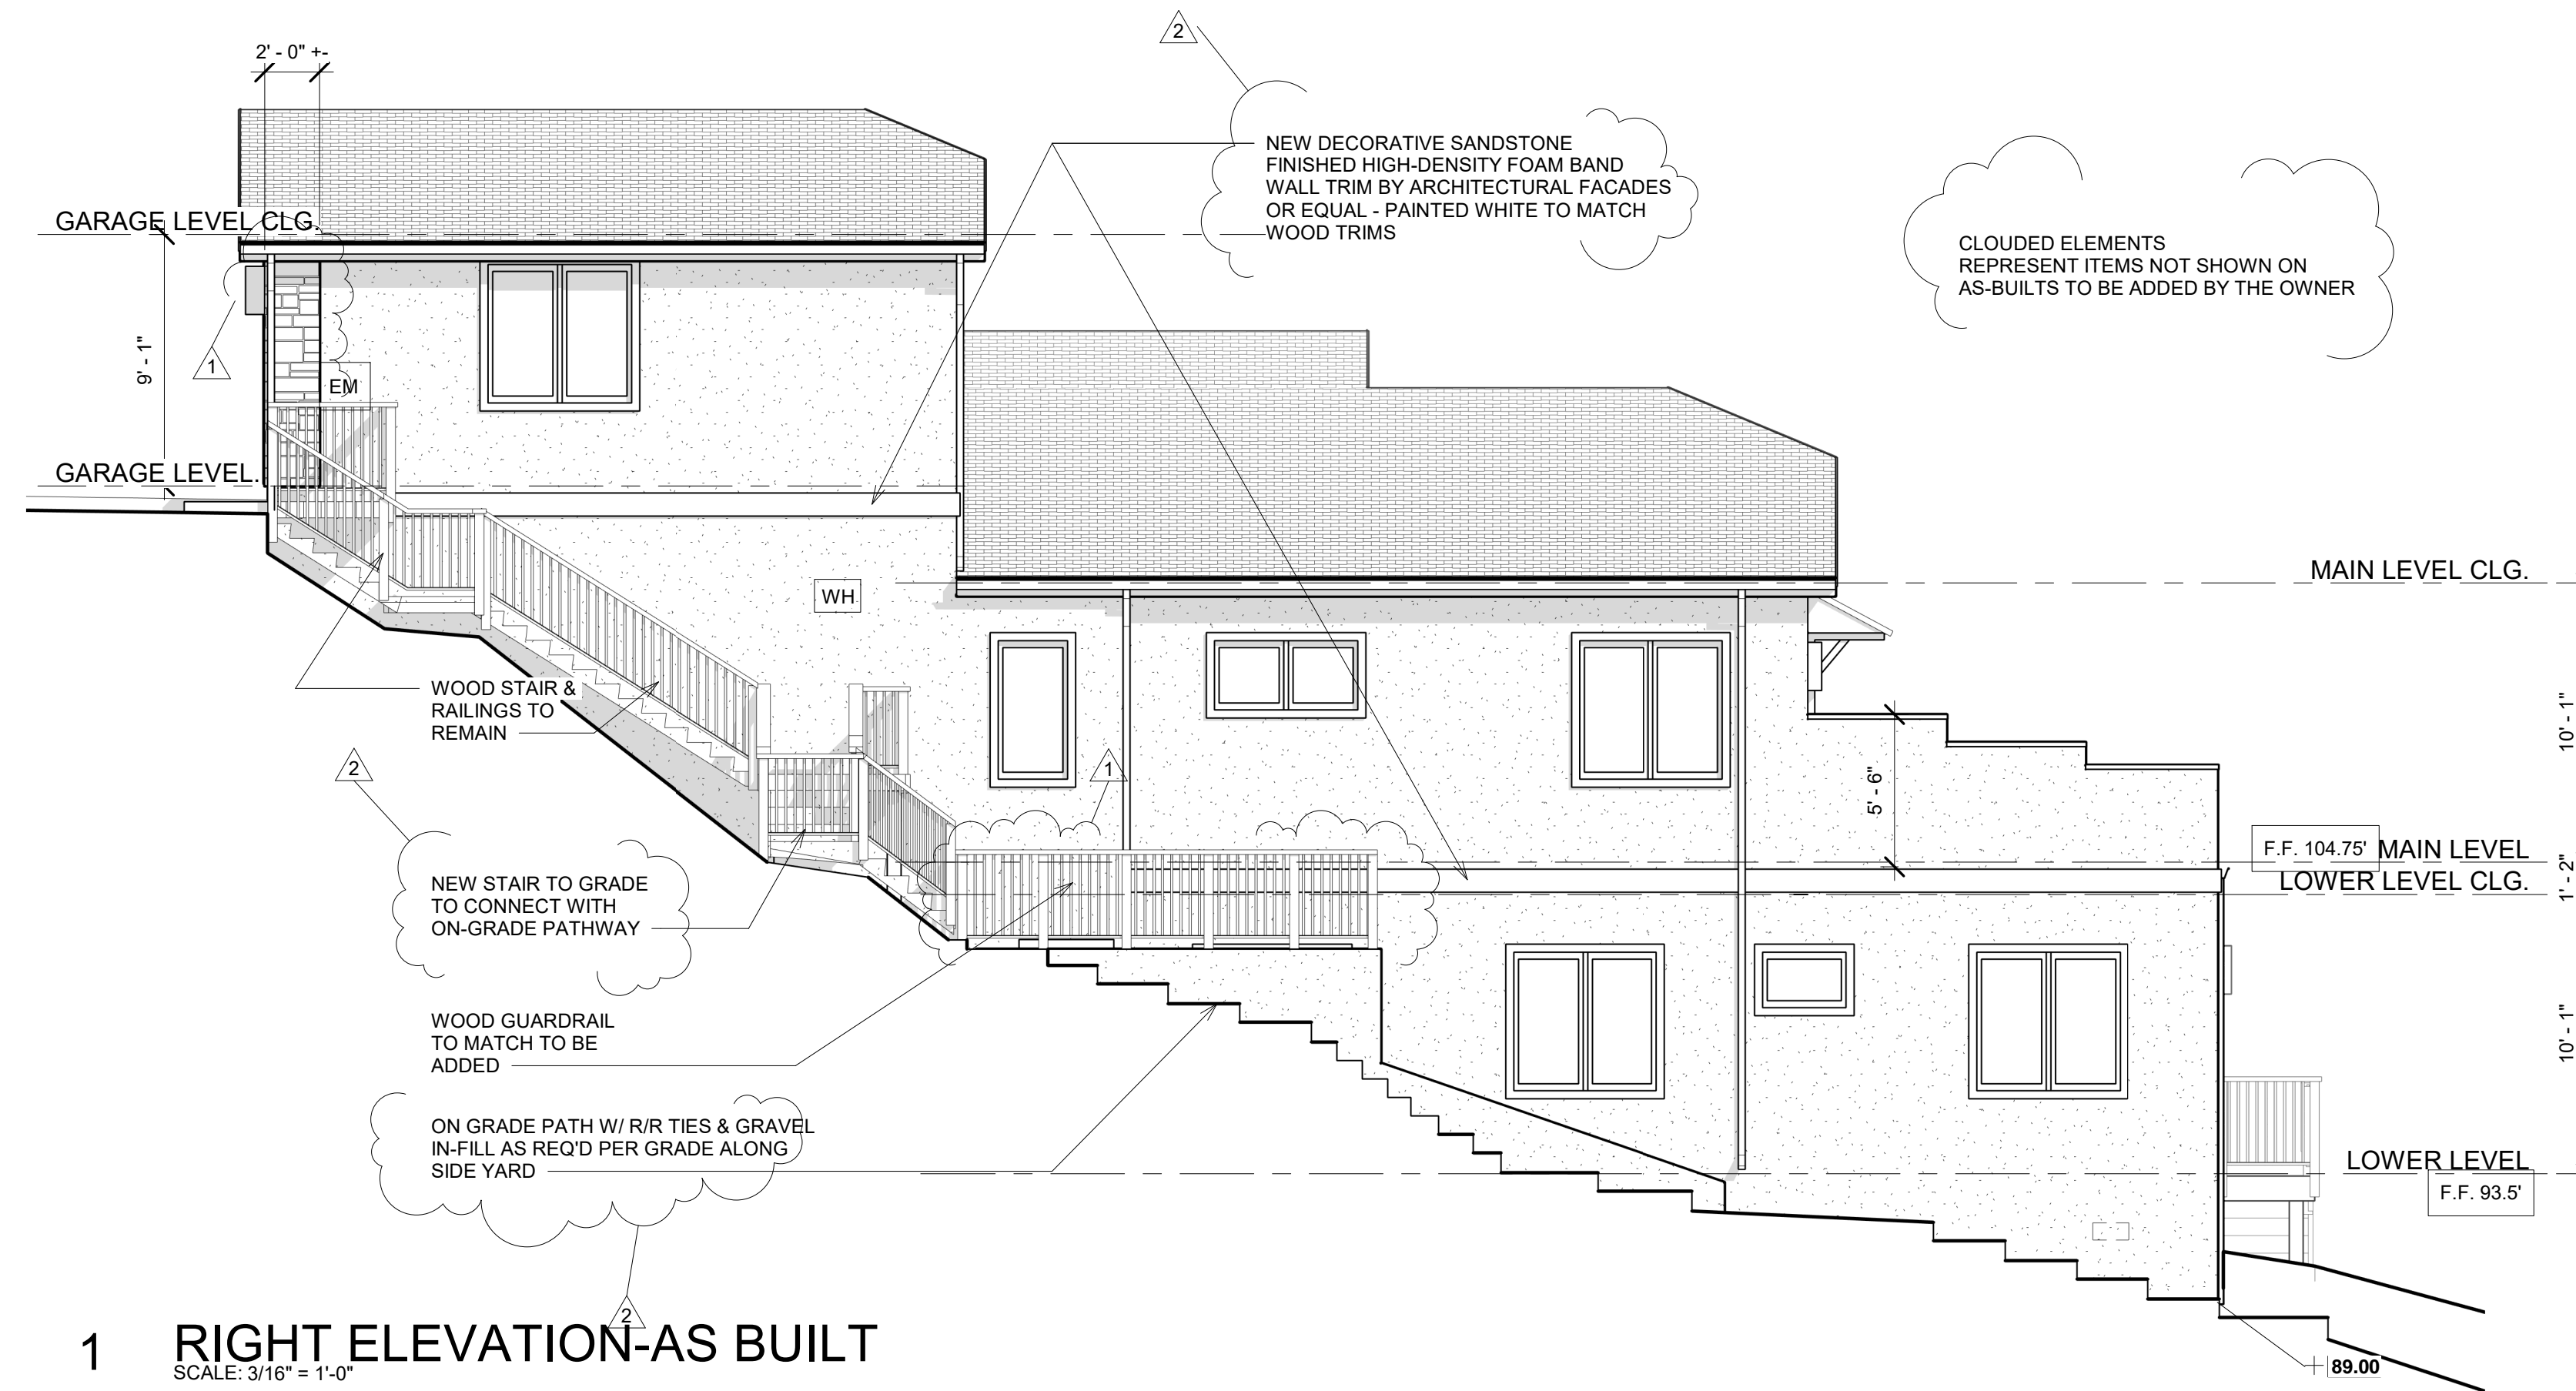 2' - 0" +-
2
NEW DECORATIVE SANDSTONE
FINISHED HIGH-DENSITY FOAM BAND
WALL TRIM BY ARCHITECTURAL FACADES
OR EQUAL - PAINTED WHITE TO MATCH
WOOD TRIMS
CLOUDED ELEMENTS
REPRESENT ITEMS NOT SHOWN ON
AS-BUILTS TO BE ADDED BY THE OWNER
GARAGE LEVEL CLG.
9' - 1"
1
EM
GARAGE LEVEL.
MAIN LEVEL CLG.
WH
WOOD STAIR &
RAILINGS TO
REMAIN
10' - 1"
2
1
5' - 6"
F.F. 104.75'
MAIN LEVEL
1' - 2"
LOWER LEVEL CLG.
NEW STAIR TO GRADE
TO CONNECT WITH
ON-GRADE PATHWAY
WOOD GUARDRAIL
TO MATCH TO BE
ADDED
10' - 1"
ON GRADE PATH W/ R/R TIES & GRAVEL
IN-FILL AS REQ'D PER GRADE ALONG
SIDE YARD
LOWER LEVEL
F.F. 93.5'
2
1
RIGHT ELEVATION-AS BUILT
SCALE: 3/16" = 1'-0"
89.00